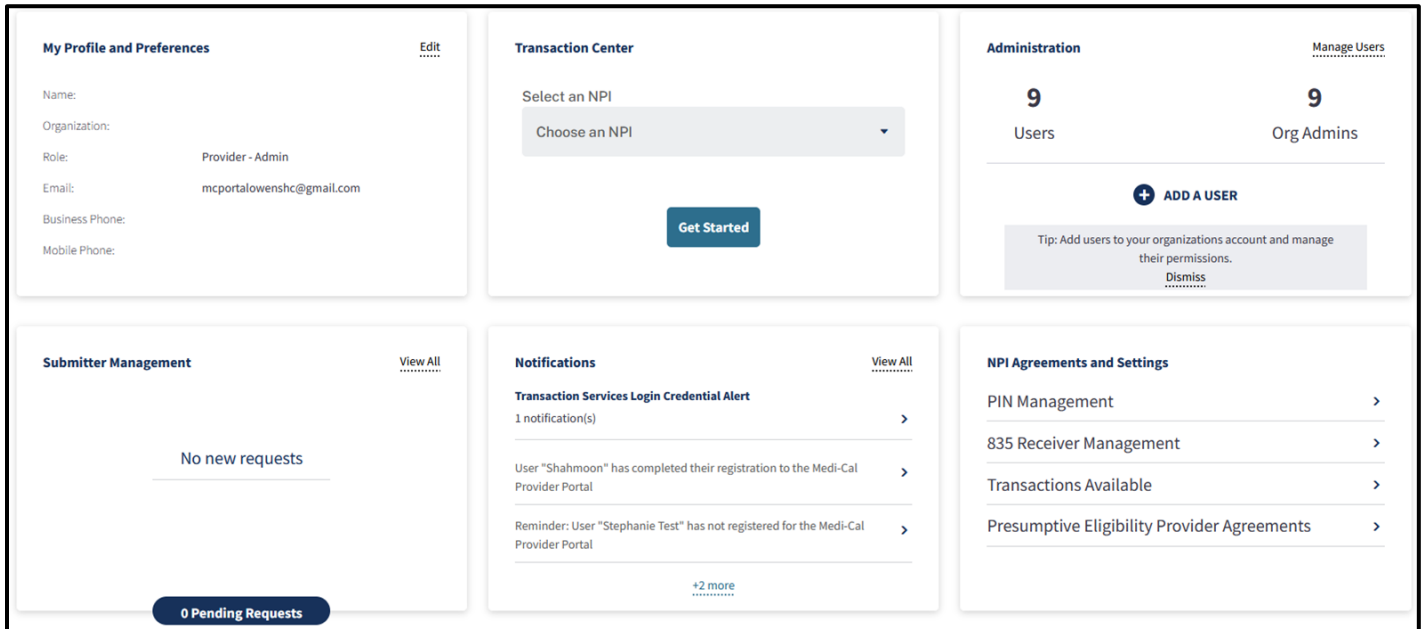 My Profile and Preferences
Edit
Name:
Organization:
Role: Provider - Admin
Email: mcportalowenshc@gmail.com
Business Phone:
Mobile Phone:
Transaction Center
Select an NPI
Choose an NPI
Get Started
Administration
Manage Users
9 9
Users Org Admins
ADD A USER
Tip: Add users to your organizations account and manage
their permissions.
Dismiss
Submitter Management
View All
No new requests
0 Pending Requests
Notifications
View All
Transaction Services Login Credential Alert
1 notification(s)
User "Shahmoon" has completed their registration to the Medi-Cal
Provider Portal
Reminder: User "Stephanie Test" has not registered for the Medi-Cal
Provider Portal
+2 more
NPI Agreements and Settings
PIN Management
835 Receiver Management
Transactions Available
Presumptive Eligibility Provider Agreements